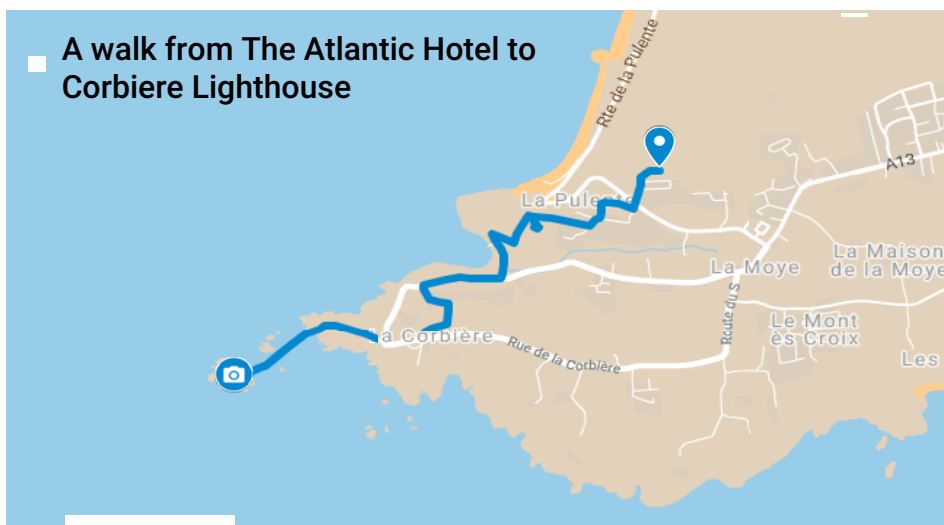 A walk from The Atlantic Hotel to
Corbiere Lighthouse
Rte de la Pulente
A13
La Pulente
La Moye
La Maison
de la Moye
Route du S
Le Mont
ès Croix
La Corbière
Rue de la Corbière
Les